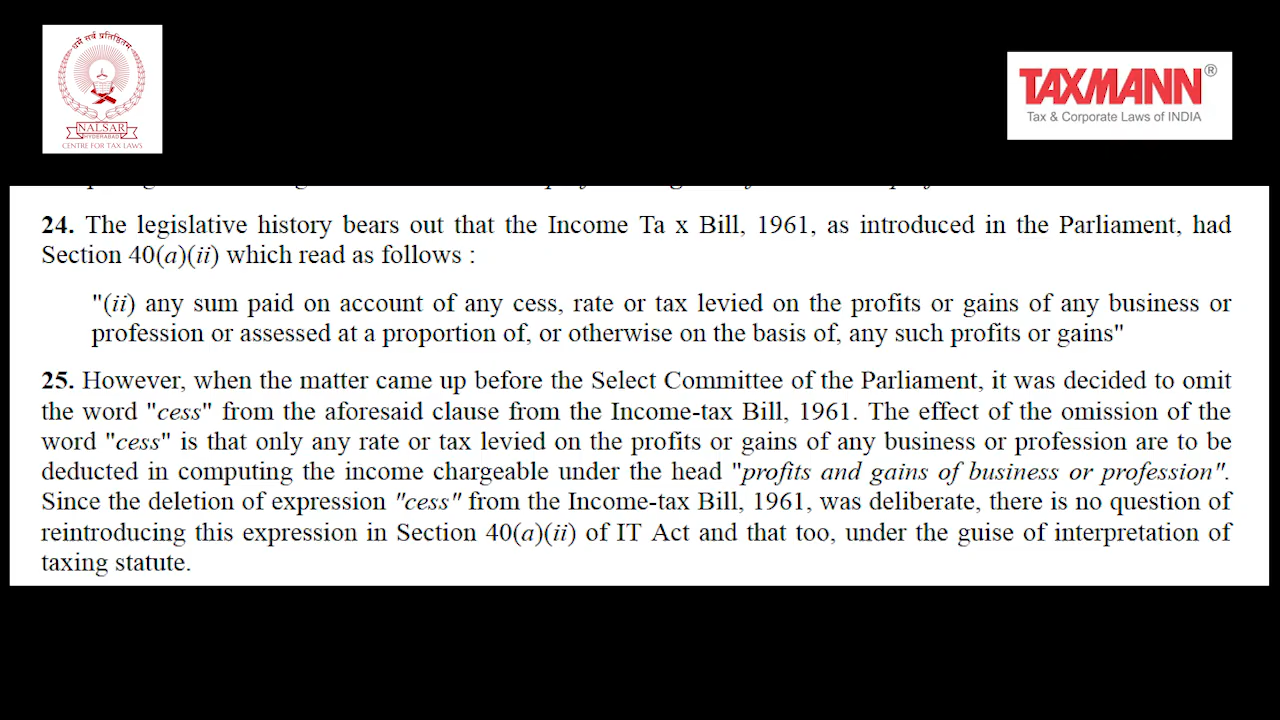 धर्मे सर्वं प्रतिष्ठितम्
NALSAR
HYDERABAD
CENTRE FOR TAX LAWS
TAXMANN®
Tax & Corporate Laws of INDIA
24. The legislative history bears out that the Income Ta x Bill, 1961, as introduced in the Parliament, had
Section 40(a)(ii) which read as follows :
"(ii) any sum paid on account of any cess, rate or tax levied on the profits or gains of any business or
profession or assessed at a proportion of, or otherwise on the basis of, any such profits or gains"
25. However, when the matter came up before the Select Committee of the Parliament, it was decided to omit
the word "cess" from the aforesaid clause from the Income-tax Bill, 1961. The effect of the omission of the
word "cess" is that only any rate or tax levied on the profits or gains of any business or profession are to be
deducted in computing the income chargeable under the head "profits and gains of business or profession".
Since the deletion of expression "cess" from the Income-tax Bill, 1961, was deliberate, there is no question of
reintroducing this expression in Section 40(a)(ii) of IT Act and that too, under the guise of interpretation of
taxing statute.